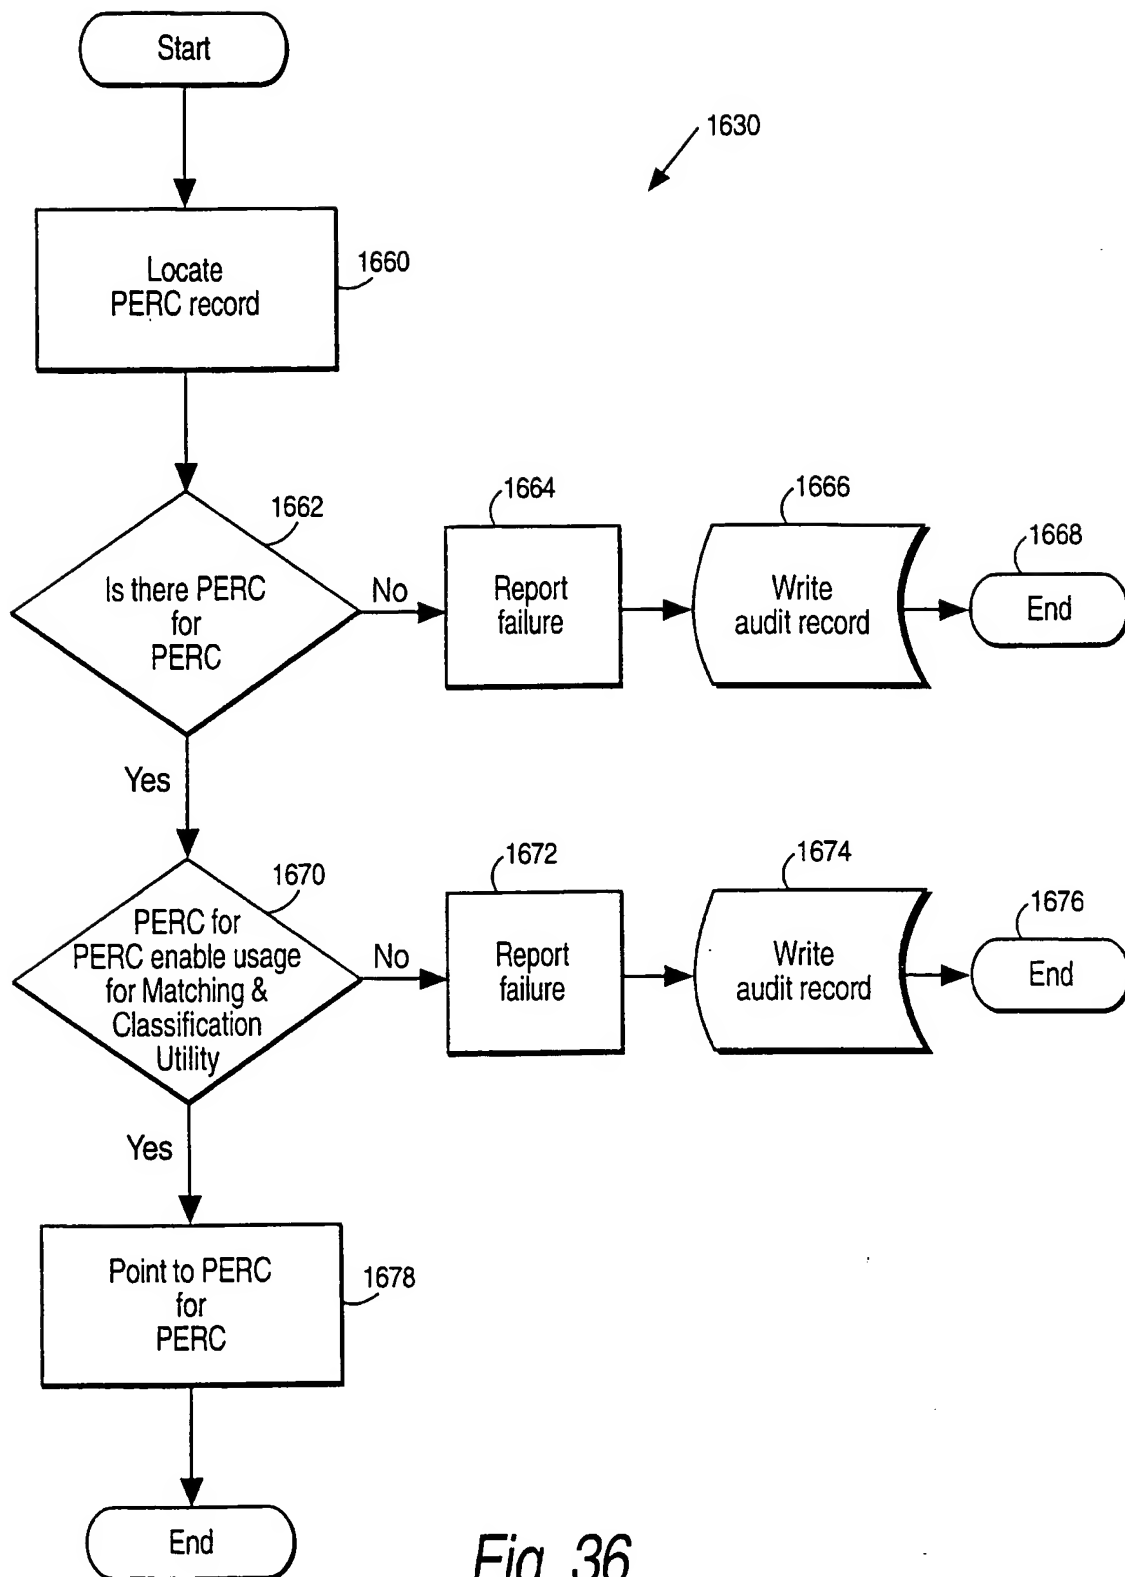 Start
1630
Locate
PERC record
1660
Is there PERC
for
PERC
1662
No
Report
failure
1664
Write
audit record
1666
End
1668
Yes
PERC for
PERC enable usage
for Matching &
Classification
Utility
1670
No
Report
failure
1672
Write
audit record
1674
End
1676
Yes
Point to PERC
for
PERC
1678
End
Fig. 36